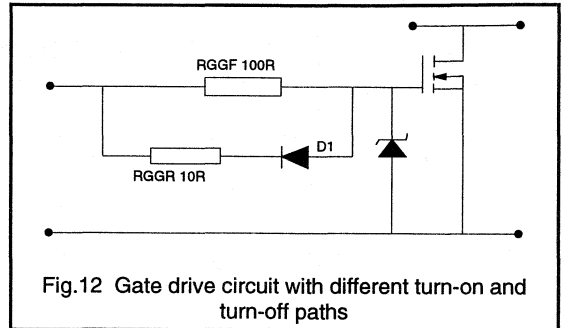 RGGF 100R
D1
RGGR 10R
Fig.12 Gate drive circuit with different turn-on and
turn-off paths